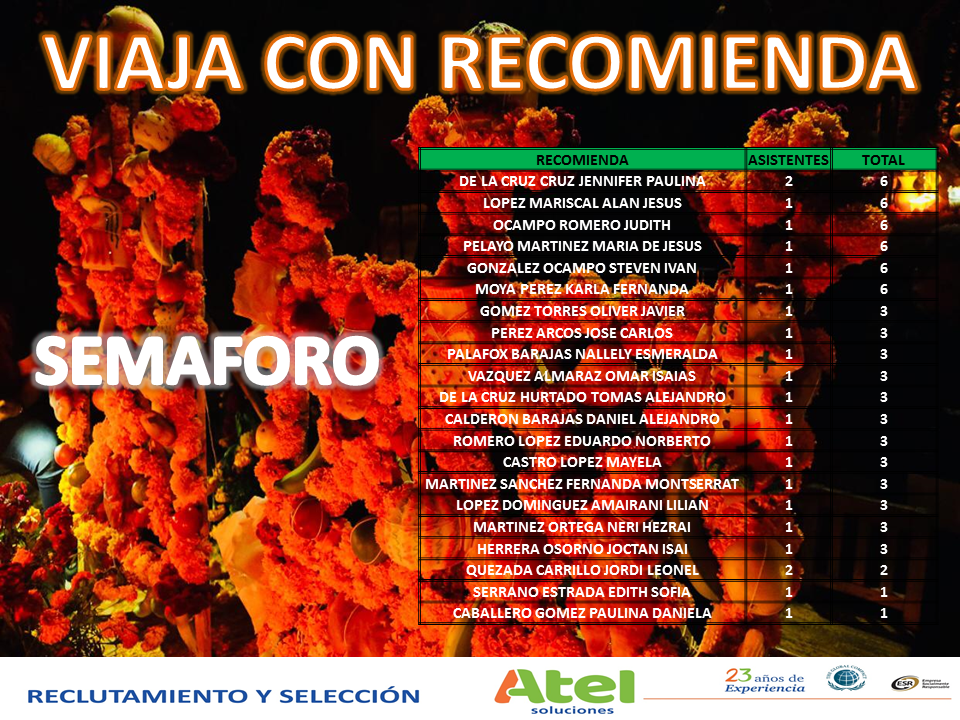 VIAJA CON RECOMIENDA
SEMAFORO
RECOMIENDA ASISTENTES TOTAL
DE LA CRUZ CRUZ JENNIFER PAULINA 2 6
LOPEZ MARISCAL ALAN JESUS 1 6
OCAMPO ROMERO JUDITH 1 6
PELAYO MARTINEZ MARIA DE JESUS 1 6
GONZALEZ OCAMPO STEVEN IVAN 1 6
MOYA PEREZ KARLA FERNANDA 1 6
GOMEZ TORRES OLIVER JAVIER 1 3
PEREZ ARCOS JOSE CARLOS 1 3
PALAFOX BARAJAS NALLELY ESMERALDA 1 3
VAZQUEZ ALMARAZ OMAR ISAIAS 1 3
DE LA CRUZ HURTADO TOMAS ALEJANDRO 1 3
CALDERON BARAJAS DANIEL ALEJANDRO 1 3
ROMERO LOPEZ EDUARDO NORBERTO 1 3
CASTRO LOPEZ MAYELA 1 3
MARTINEZ SANCHEZ FERNANDA MONTSERRAT 1 3
LOPEZ DOMINGUEZ AMAIRANI LILIAN 1 3
MARTINEZ ORTEGA NERI HEZRAI 1 3
HERRERA OSORNO JOCTAN ISAI 1 3
QUEZADA CARRILLO JORDI LEONEL 2 2
SERRANO ESTRADA EDITH SOFIA 1 1
CABALLERO GOMEZ PAULINA DANIELA 1 1
RECLUTAMIENTO Y SELECCIÓN
Atel
soluciones
23 años de
Experiencia
ESR
Empresa
Socialmente
Responsable